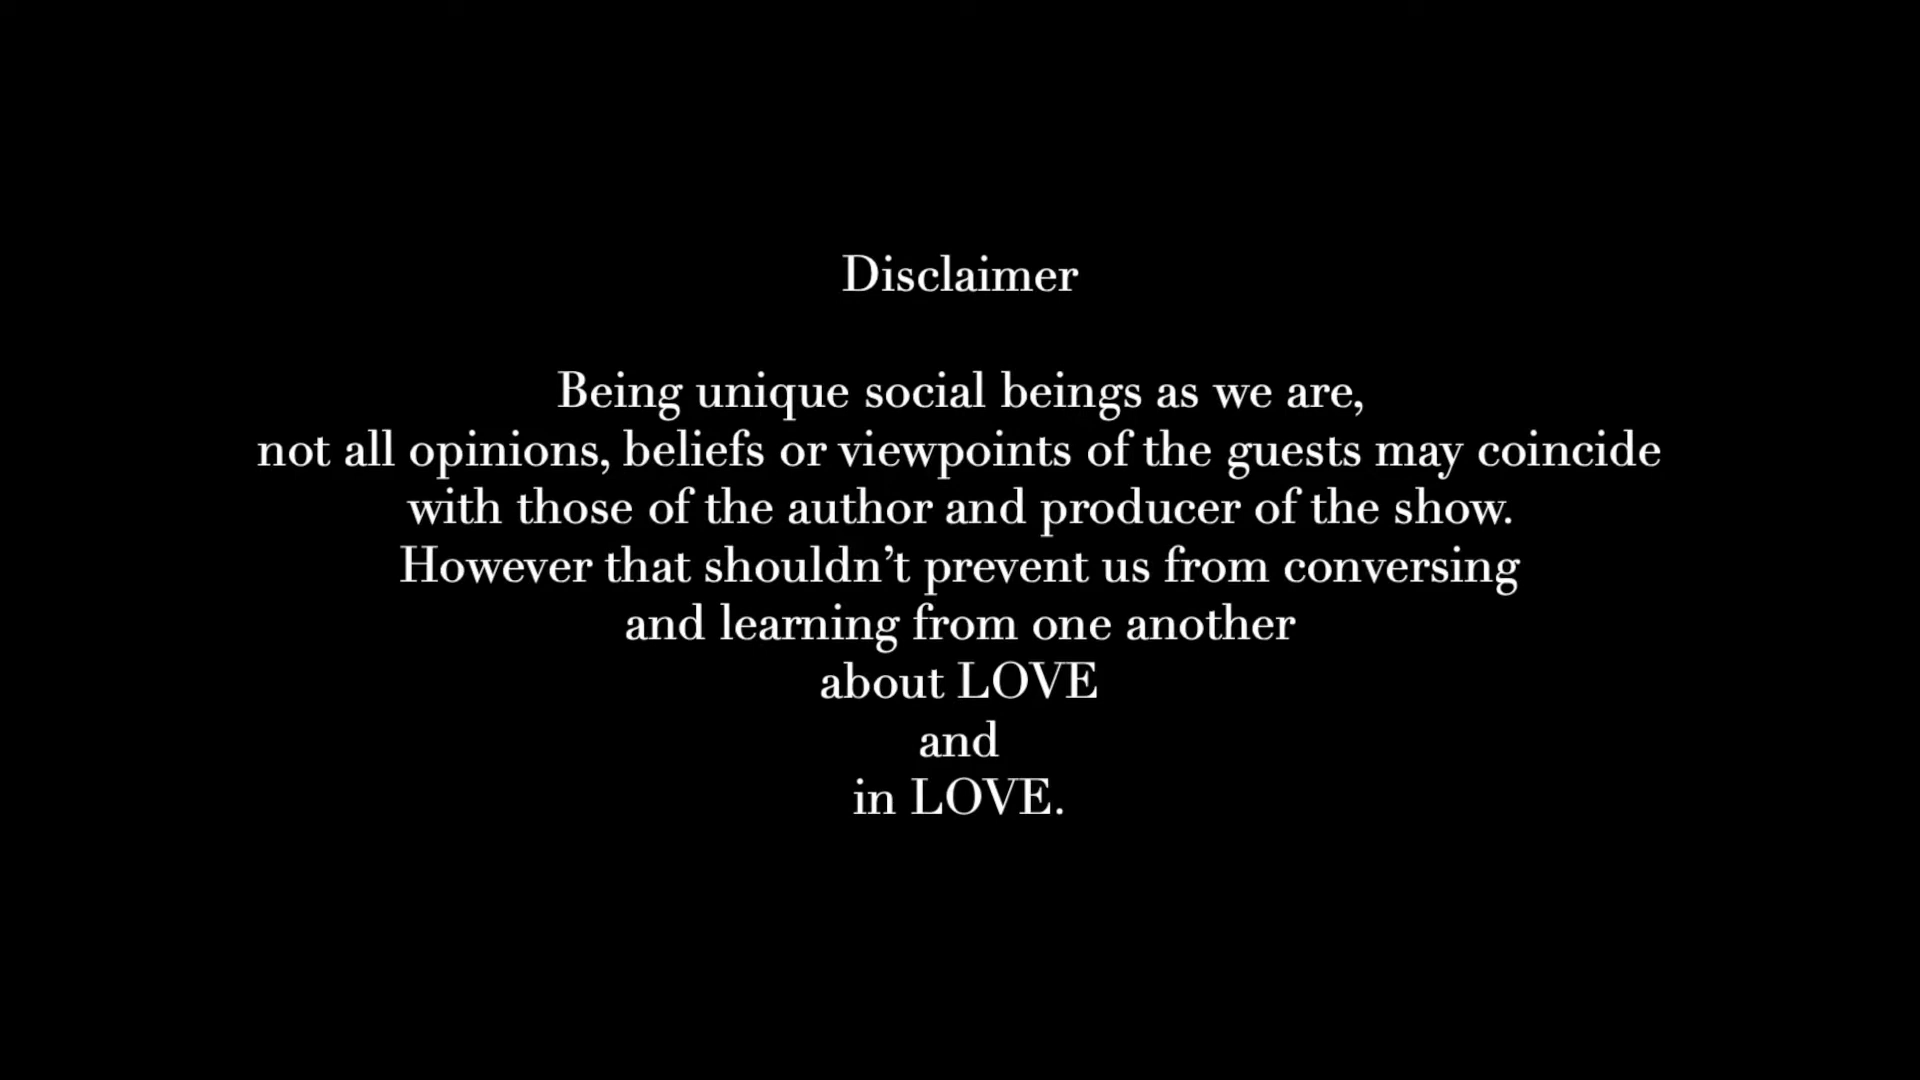 Disclaimer
Being unique social beings as we are,
not all opinions, beliefs or viewpoints of the guests may coincide
with those of the author and producer of the show.
However that shouldn’t prevent us from conversing
and learning from one another
about LOVE
and
in LOVE.